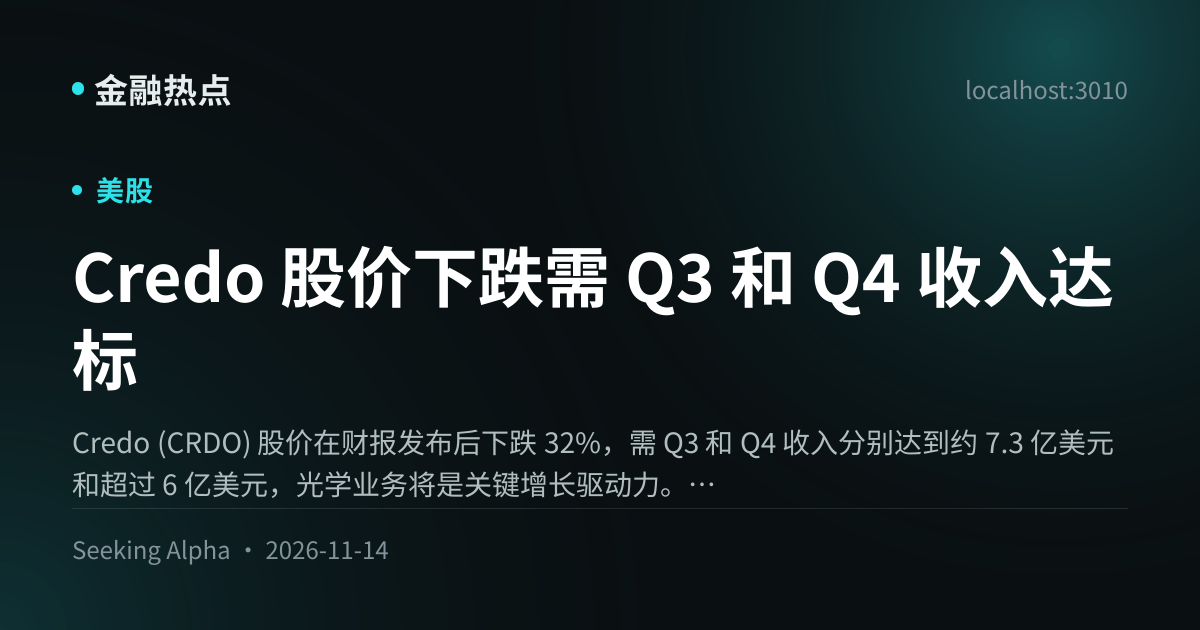 金融热点
localhost:3010
美股
Credo 股价下跌需 Q3 和 Q4 收入达
标
Credo (CRDO) 股价在财报发布后下跌 32%，需 Q3 和 Q4 收入分别达到约 7.3 亿美元
和超过 6 亿美元，光学业务将是关键增长驱动力。…
Seeking Alpha · 2026-11-14